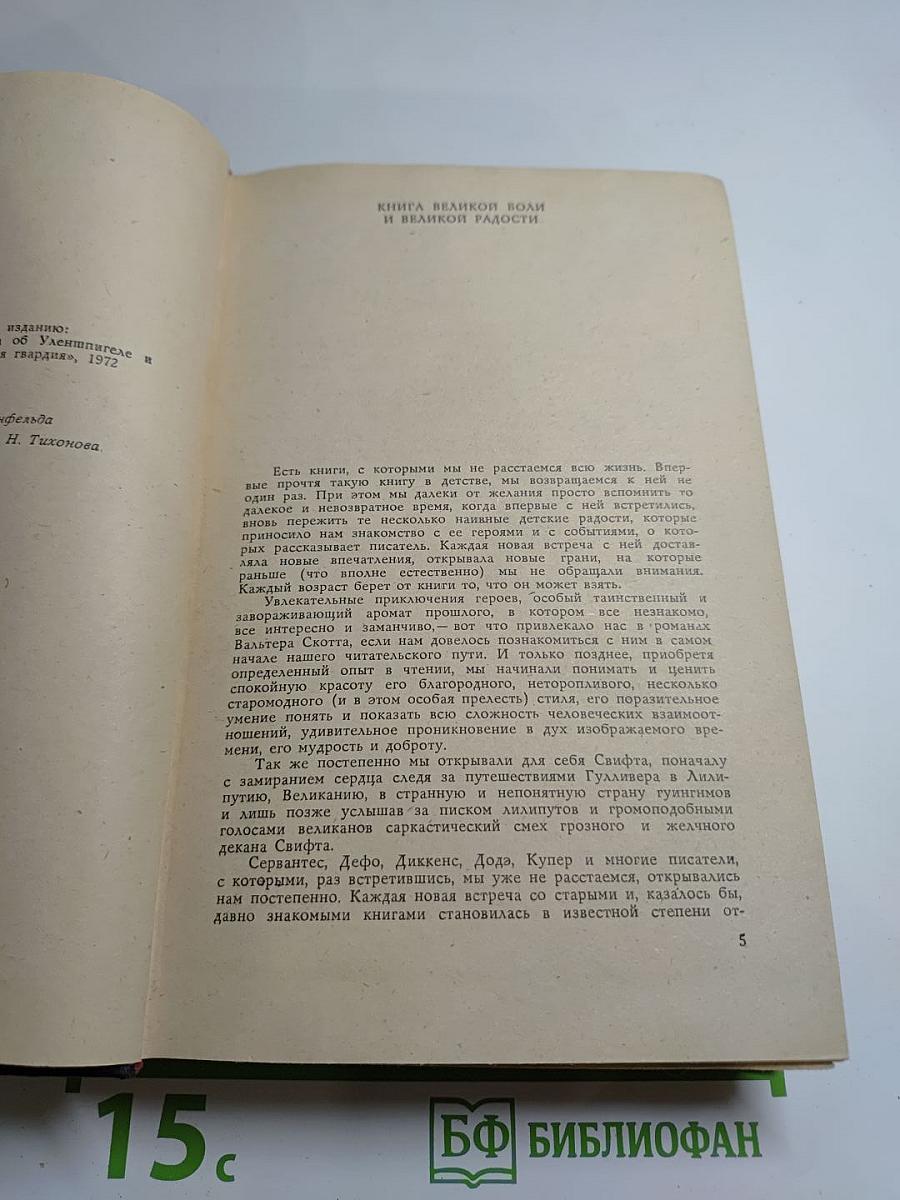 изданию:
об Уленшпигеле и
я гвардия», 1972
нфельда
Н. Тихонова
КНИГА ВЕЛИКОЙ БОЛИ
И ВЕЛИКОЙ РАДОСТИ
Есть книги, с которыми мы не расстаемся всю жизнь. Впер-
вые прочтя такую книгу в детстве, мы возвращаемся к ней не
один раз. При этом мы далеки от желания просто вспомнить то
далекое и невозвратное время, когда впервые с ней встретились,
вновь пережить те несколько наивные детские радости, которые
приносило нам знакомство с ее героями и с событиями, о кото-
рых рассказывает писатель. Каждая новая встреча с ней достав-
ляла новые впечатления, открывала новые грани, на которые
раньше (что вполне естественно) мы не обращали внимания.
Каждый возраст берет от книги то, что он может взять.
Увлекательные приключения героев, особый таинственный и
завораживающий аромат прошлого, в котором все незнакомо,
все интересно и заманчиво,— вот что привлекало нас в романах
Вальтера Скотта, если нам довелось познакомиться с ним в самом
начале нашего читательского пути. И только позднее, приобретя
определенный опыт в чтении, мы начинали понимать и ценить
спокойную красоту его благородного, неторопливого, несколько
старомодного (и в этом особая прелесть) стиля, его поразительное
умение понять и показать всю сложность человеческих взаимоот-
ношений, удивительное проникновение в дух изображаемого вре-
мени, его мудрость и доброту.
Так же постепенно мы открывали для себя Свифта, поначалу
с замиранием сердца следя за путешествиями Гулливера в Лили-
путию, Великанию, в странную и непонятную страну гуингнмов
и лишь позже услышав за писком лилипутов и громоподобными
голосами великанов саркастический смех грозного и желчного
декана Свифта.
Сервантес, Дефо, Диккенс, Додэ, Купер и многие писатели,
с которыми, раз встретившись, мы уже не расстаемся, открывались
нам постепенно. Каждая новая встреча со старыми и, казалось бы,
давно знакомыми книгами становилась в известной степени от-
5
15 с
БФ БИБЛИОФАН